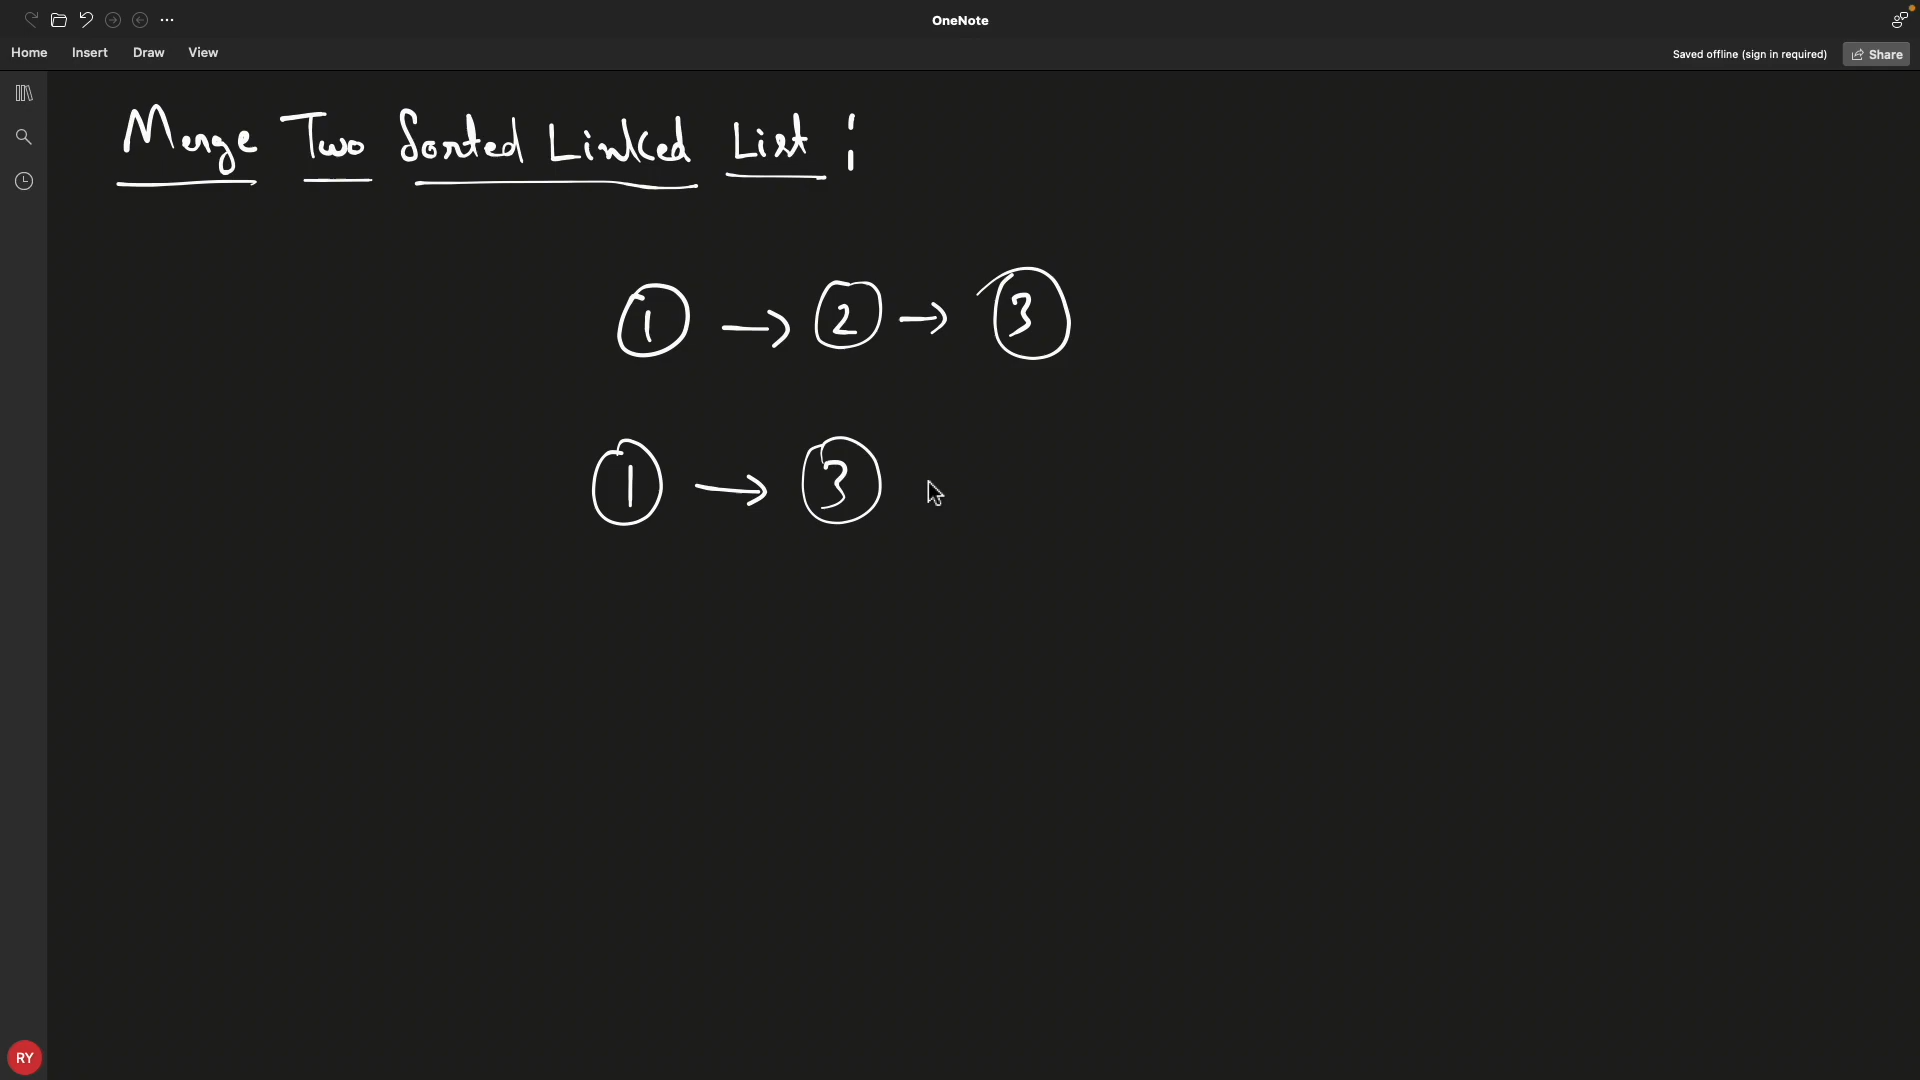 OneNote
Home Insert Draw View
Saved offline (sign in required) Share
Merge Two Sorted Linked List :
1 → 2 → 3
1 → 3
RY